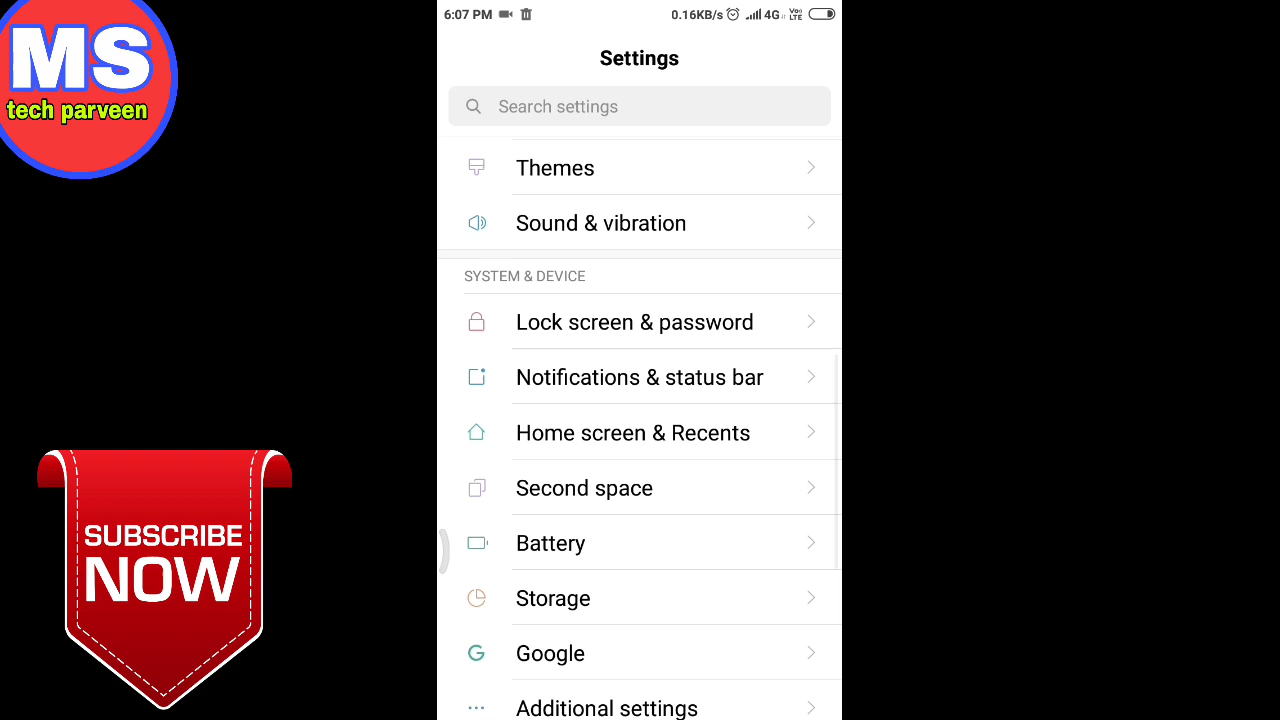 MS
tech parveen
6:07 PM 0.16KB/s 4G VoLTE
Settings
Search settings
Themes
Sound & vibration
SYSTEM & DEVICE
Lock screen & password
Notifications & status bar
Home screen & Recents
Second space
Battery
Storage
Google
Additional settings
SUBSCRIBE
NOW